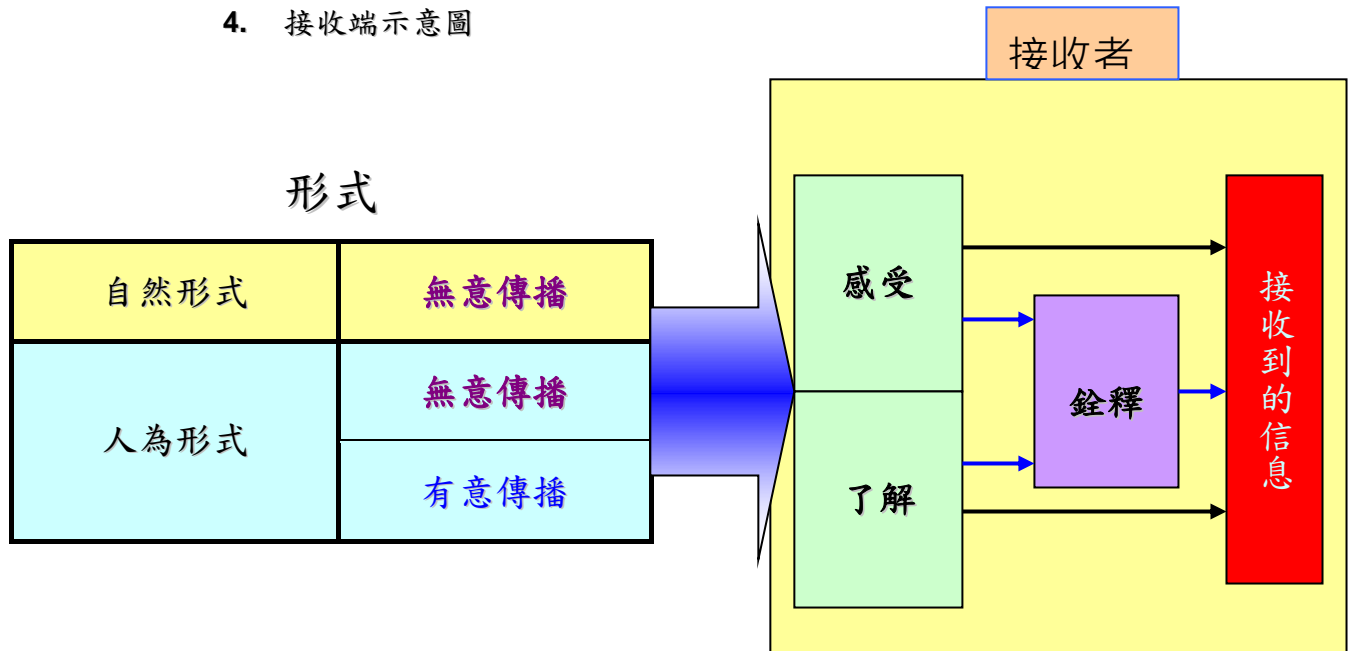 4. 接收端示意圖
接收者
形式
自然形式
無意傳播
人為形式
無意傳播
有意傳播
感受
了解
銓釋
接收到的信息